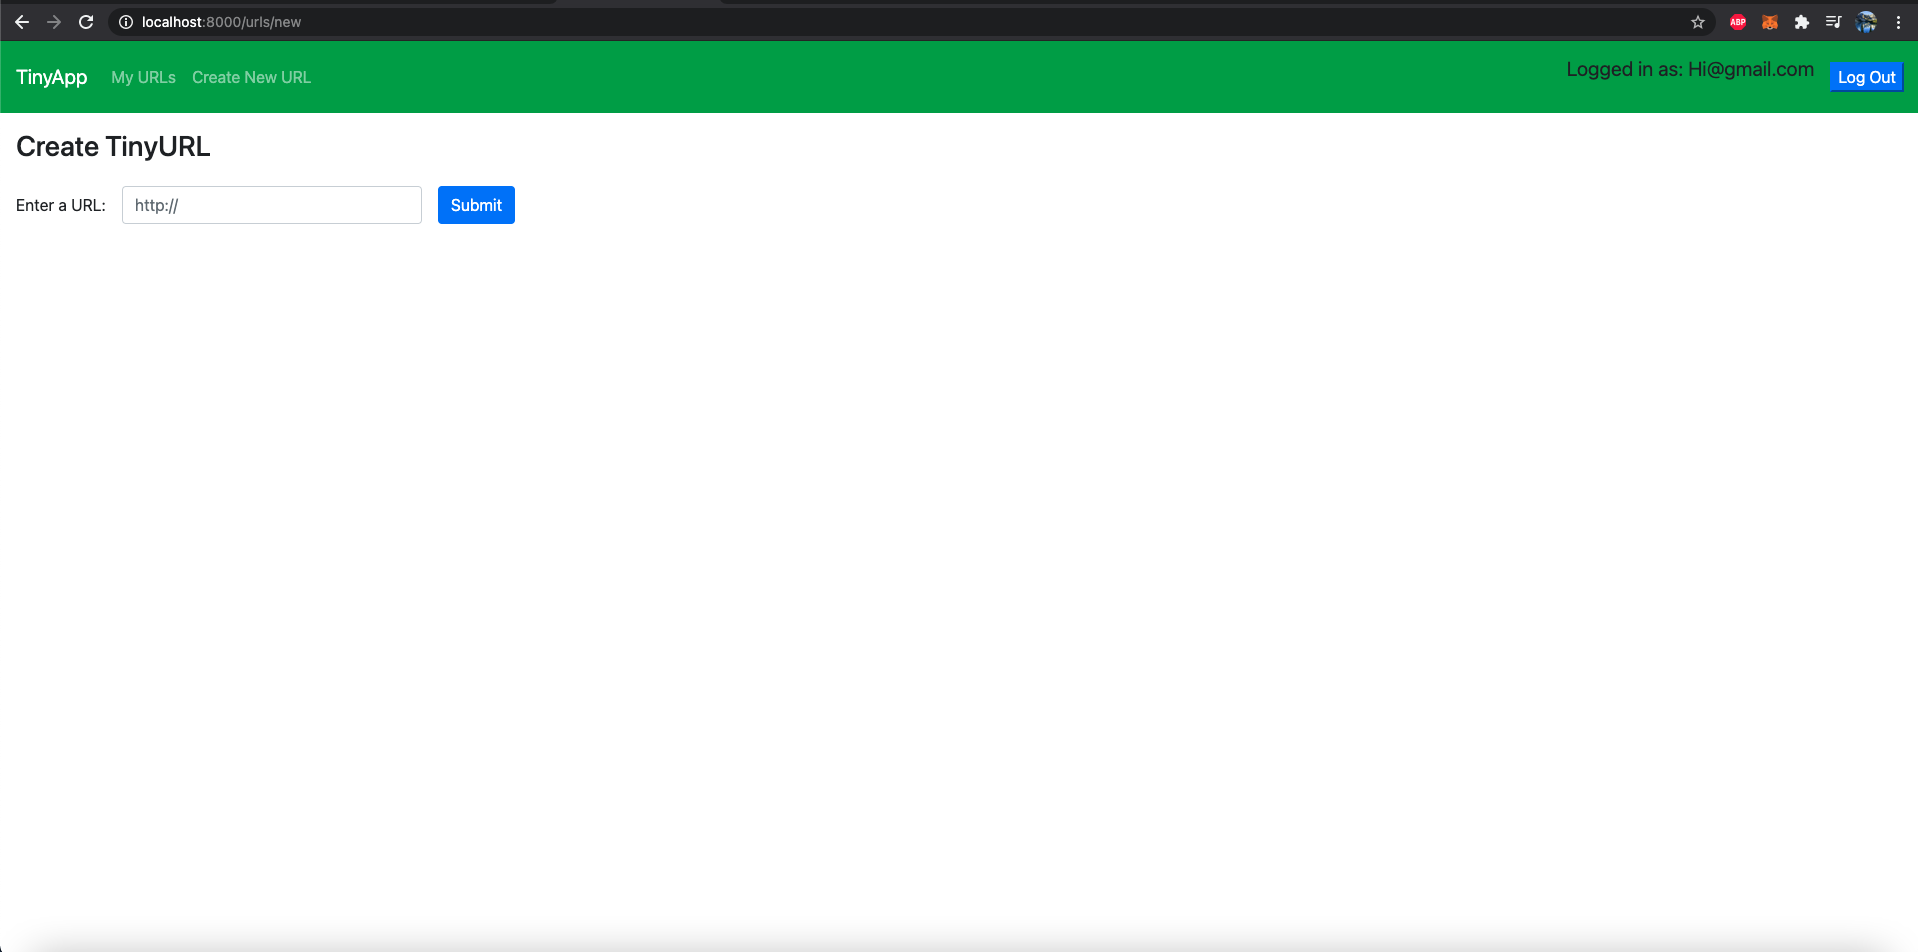 localhost:8000/urls/new
ABP
TinyApp My URLs Create New URL Logged in as: Hi@gmail.com Log Out
Create TinyURL
Enter a URL: http:// Submit